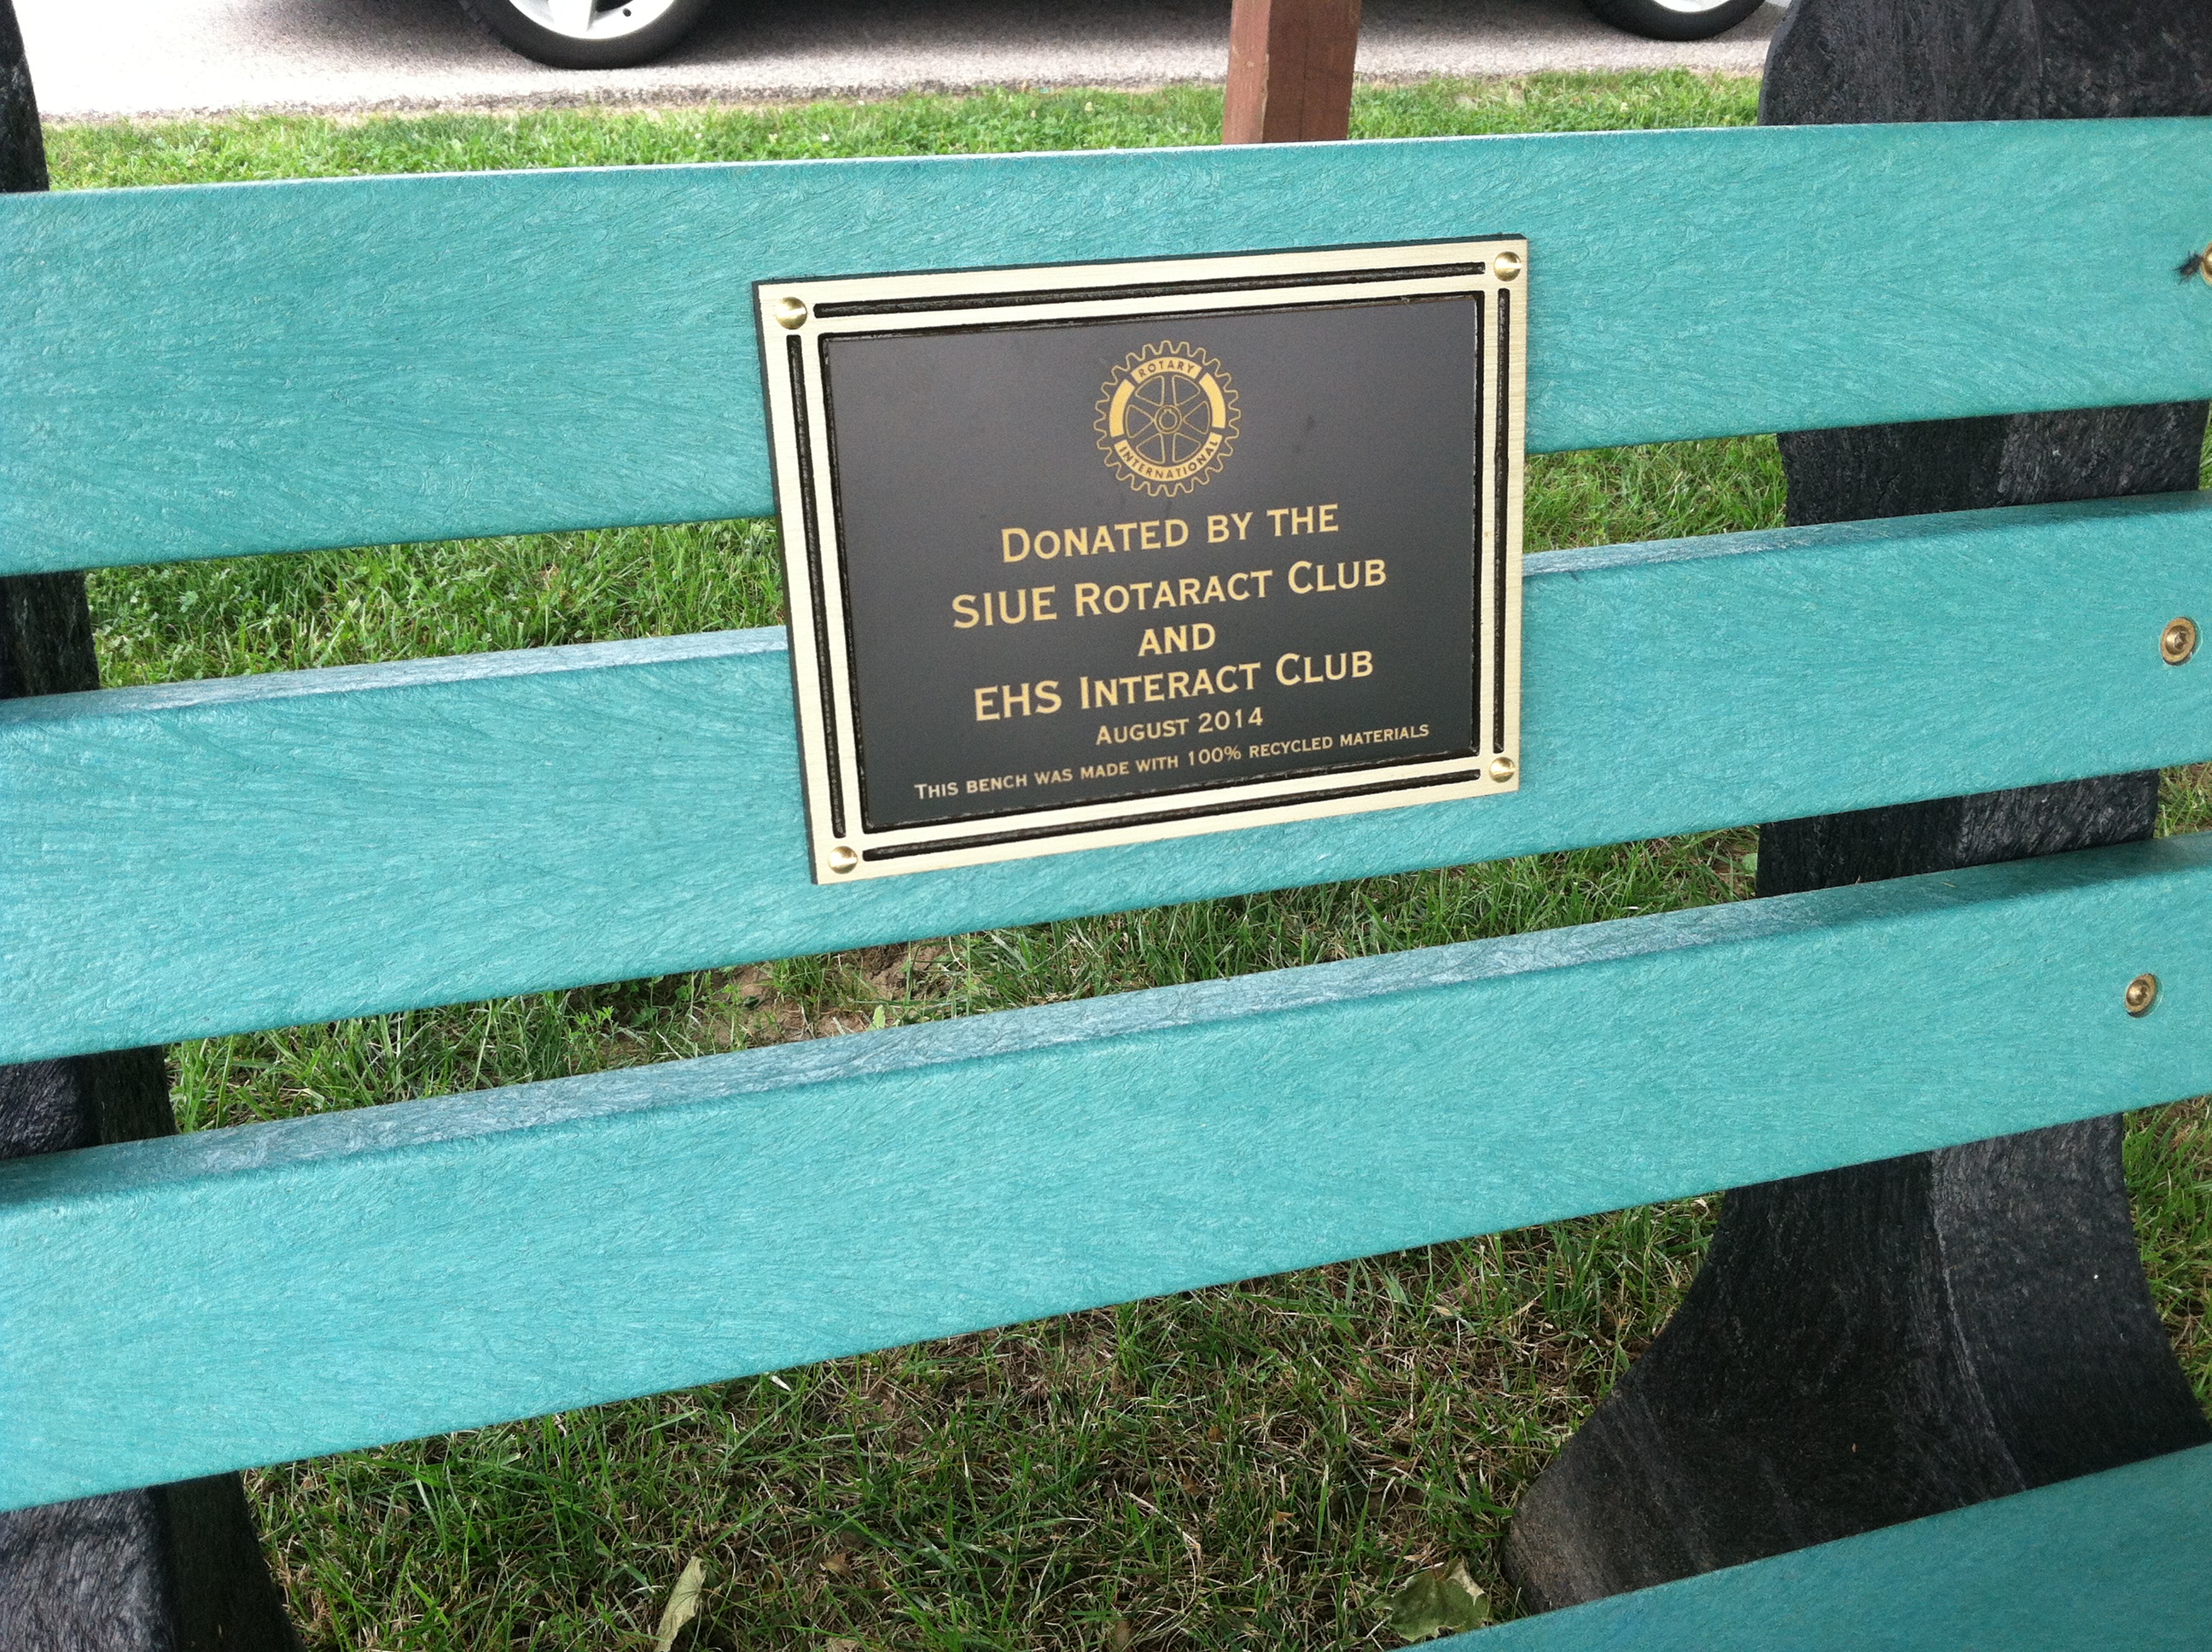 ROTARY
INTERNATIONAL
DONATED BY THE
SIUE ROTARACT CLUB
AND
EHS INTERACT CLUB
AUGUST 2014
THIS BENCH WAS MADE WITH 100% RECYCLED MATERIALS